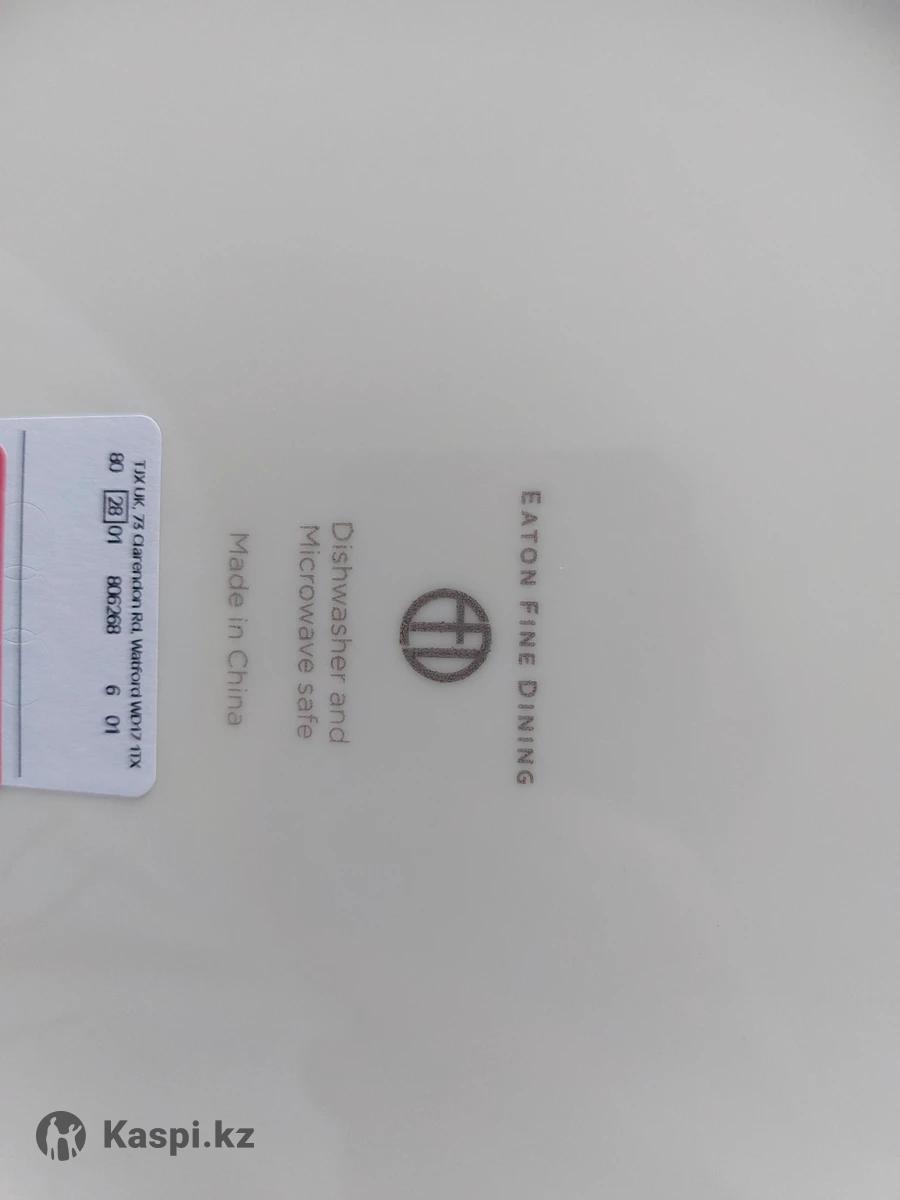 EATON FINE DINING
Dishwasher and
Microwave safe
Made in China
TJX UK, 73 Clarendon Rd, Watford WD17 1TX
80 28 01 806268 6 01
Kaspi.kz